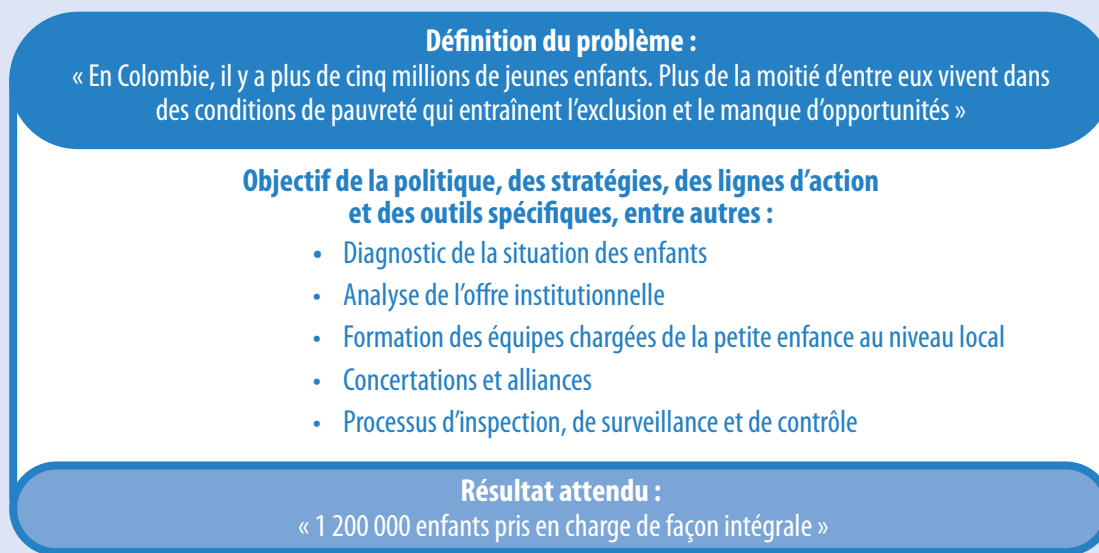 Définition du problème :
« En Colombie, il y a plus de cinq millions de jeunes enfants. Plus de la moitié d’entre eux vivent dans
des conditions de pauvreté qui entraînent l’exclusion et le manque d’opportunités »
Objectif de la politique, des stratégies, des lignes d’action
et des outils spécifiques, entre autres :
• Diagnostic de la situation des enfants
• Analyse de l’offre institutionnelle
• Formation des équipes chargées de la petite enfance au niveau local
• Concertations et alliances
• Processus d’inspection, de surveillance et de contrôle
Résultat attendu :
« 1 200 000 enfants pris en charge de façon intégrale »